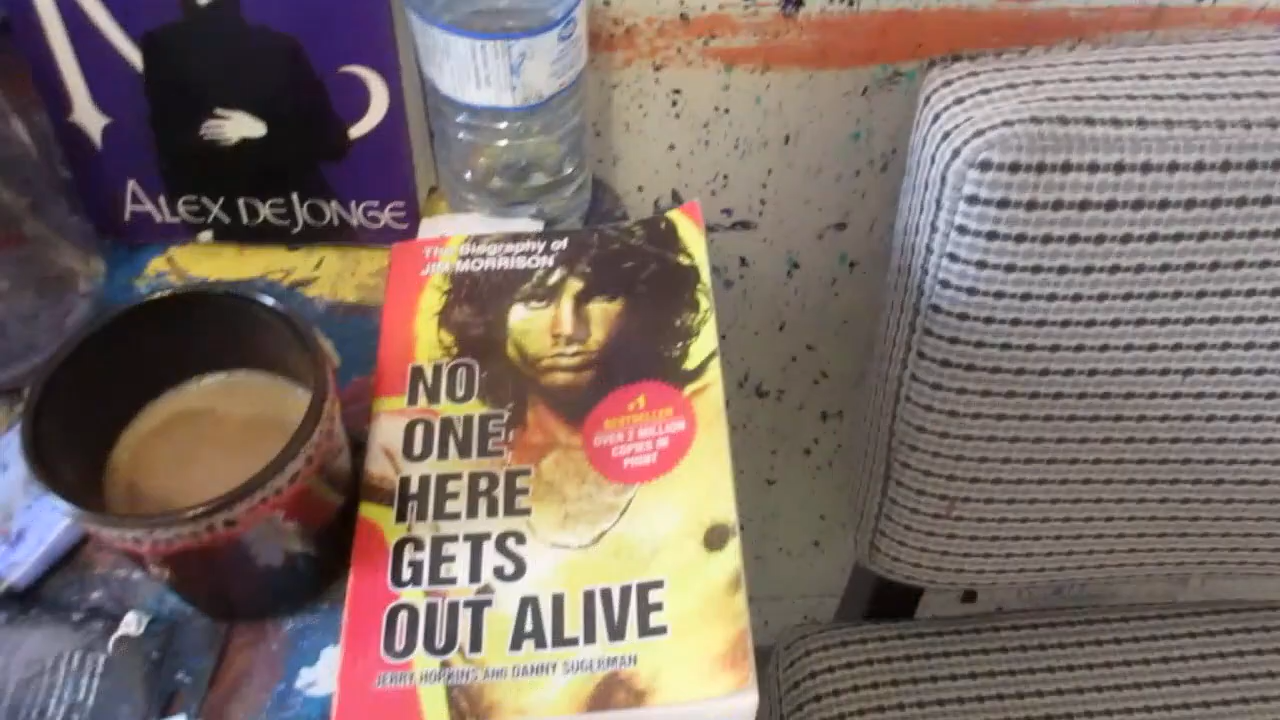 ALEX DEJONGE
The Biography of
JIM MORRISON
NO
ONE
HERE
GETS
OUT ALIVE
#1
BESTSELLER
OVER 2 MILLION
COPIES IN
PRINT
JERRY HOPKINS AND DANNY SUGERMAN